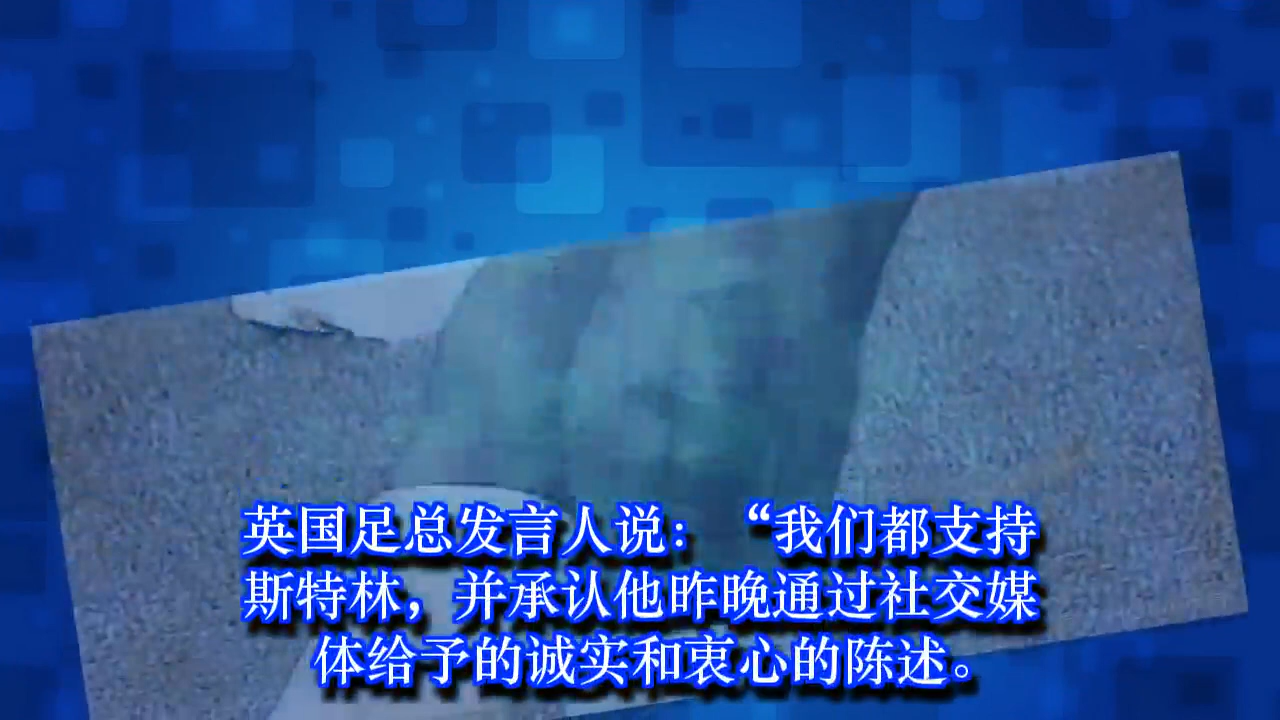 英国足总发言人说：“我们都支持
斯特林，并承认他昨晚通过社交媒
体给予的诚实和衷心的陈述。